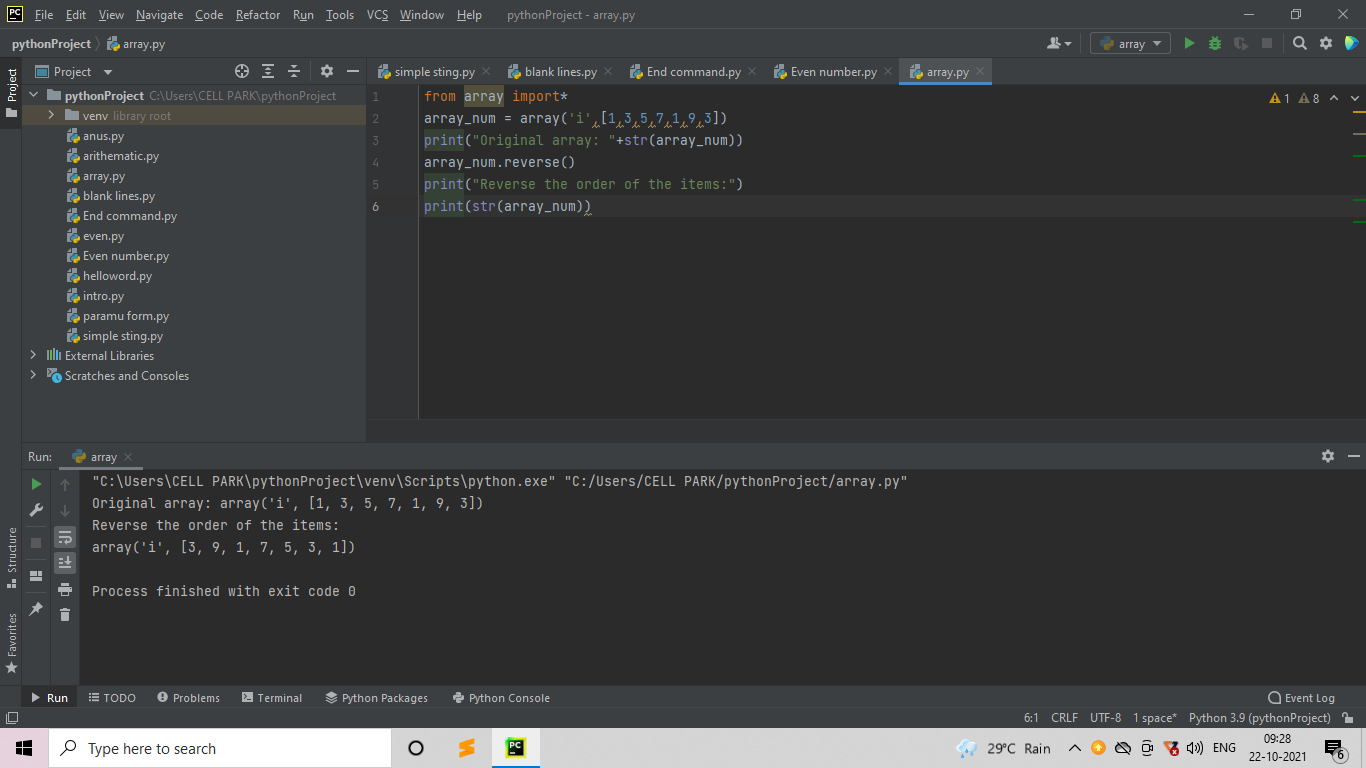 PC File Edit View Navigate Code Refactor Run Tools VCS Window Help pythonProject - array.py
pythonProject array.py array
Project simple sting.py blank lines.py End command.py Even number.py array.py
Project
pythonProject C:\Users\CELL PARK\pythonProject
venv library root
anus.py
arithematic.py
array.py
blank lines.py
End command.py
even.py
Even number.py
helloword.py
intro.py
paramu form.py
simple sting.py
External Libraries
Scratches and Consoles
1 from array import*
2 array_num = array('i',[1,3,5,7,1,9,3])
3 print("Original array: "+str(array_num))
4 array_num.reverse()
5 print("Reverse the order of the items:")
6 print(str(array_num))
1 8
Run: array
"C:\Users\CELL PARK\pythonProject\venv\Scripts\python.exe" "C:/Users/CELL PARK/pythonProject/array.py"
Original array: array('i', [1, 3, 5, 7, 1, 9, 3])
Reverse the order of the items:
array('i', [3, 9, 1, 7, 5, 3, 1])
Process finished with exit code 0
Structure
Favorites
Run TODO Problems Terminal Python Packages Python Console Event Log
6:1 CRLF UTF-8 1 space* Python 3.9 (pythonProject)
Type here to search PC 29°C Rain ENG 09:28
22-10-2021 6